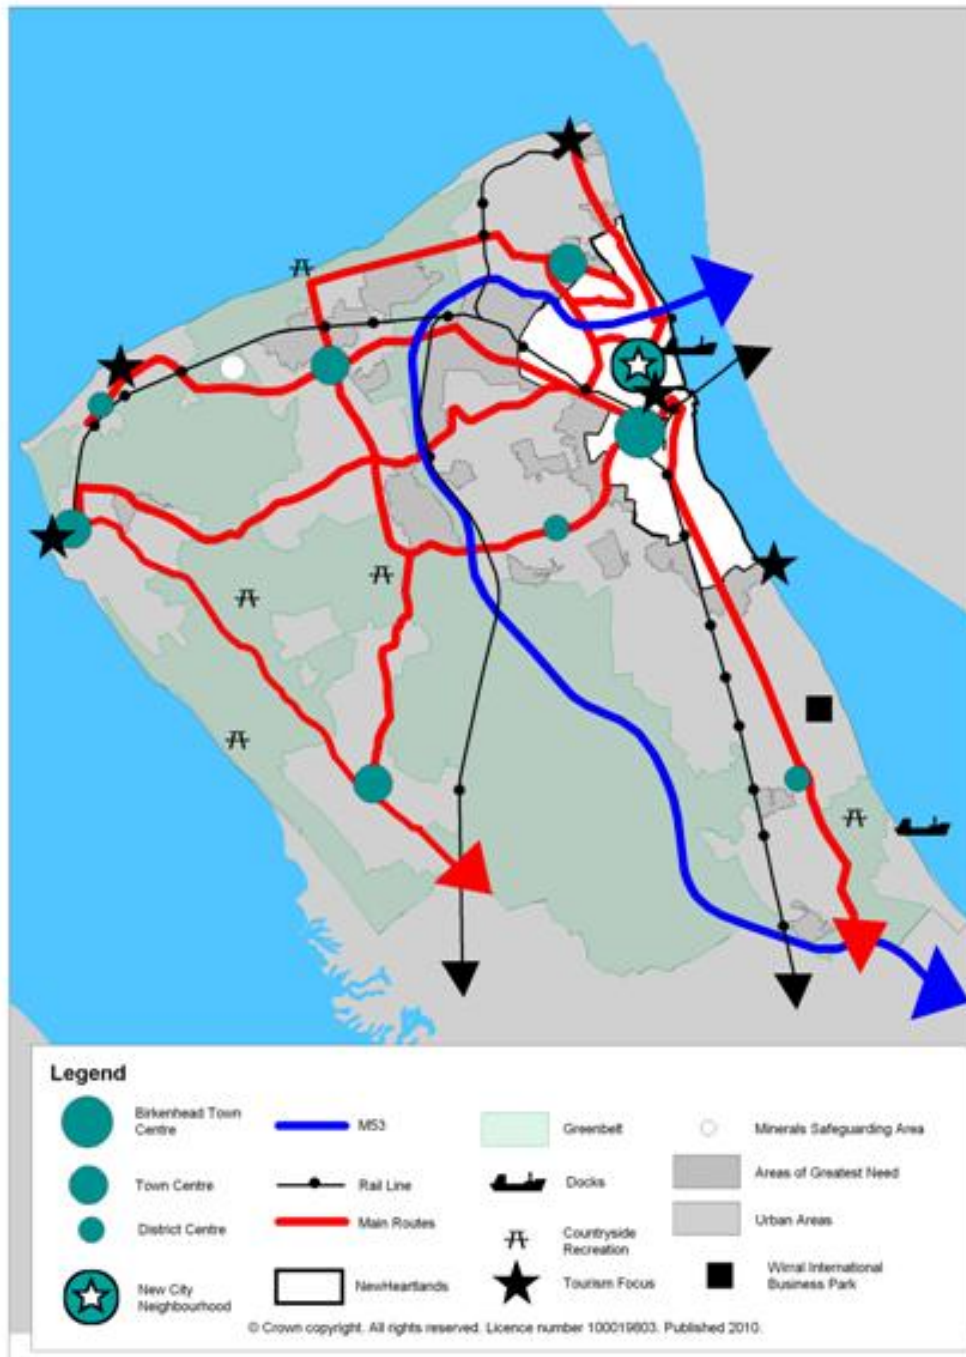 Legend
Birkenhead Town
Centre
Town Centre
District Centre
New City
Neighbourhood
M53
Rail Line
Main Routes
NewHeartlands
Greenbelt
Docks
Countryside
Recreation
Tourism Focus
Minerals Safeguarding Area
Areas of Greatest Need
Urban Areas
Wirral International
Business Park
© Crown copyright. All rights reserved. Licence number 100019803. Published 2010.